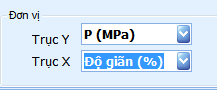 Đơn vị
Trục Y P (MPa)
Trục X Độ giãn (%)